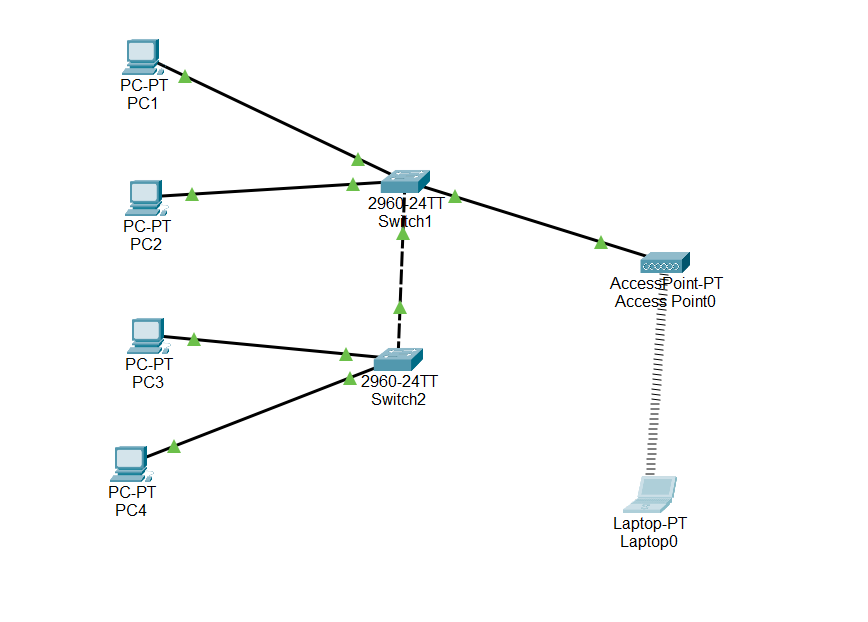 PC-PT
PC1
PC-PT
PC2
2960-24TT
Switch1
AccessPoint-PT
Access Point0
PC-PT
PC3
2960-24TT
Switch2
PC-PT
PC4
Laptop-PT
Laptop0